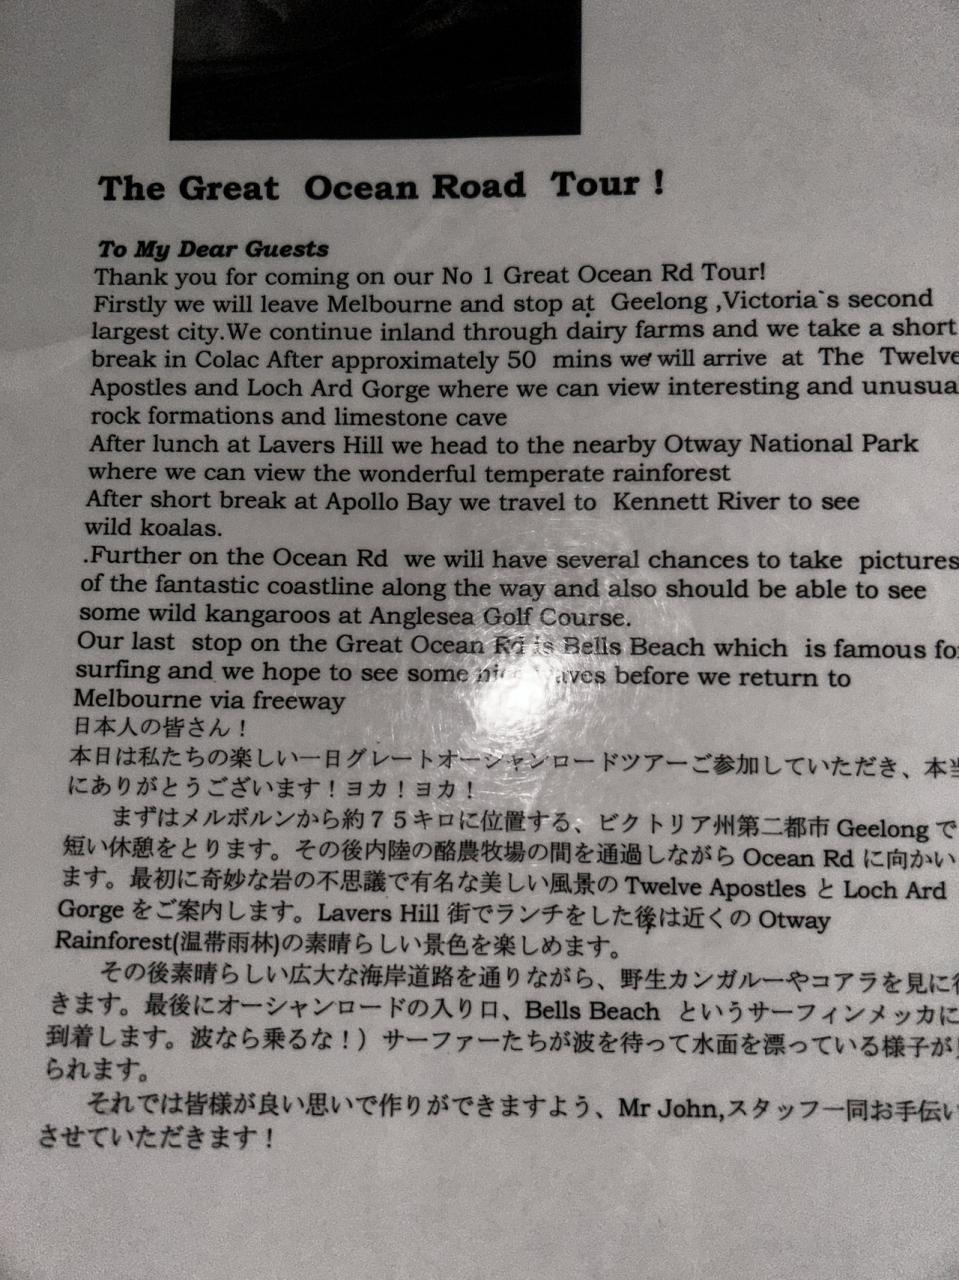 The Great Ocean Road Tour !
To My Dear Guests
Thank you for coming on our No 1 Great Ocean Rd Tour!
Firstly we will leave Melbourne and stop at Geelong ,Victoria`s second
largest city.We continue inland through dairy farms and we take a short
break in Colac After approximately 50 mins we will arrive at The Twelve
Apostles and Loch Ard Gorge where we can view interesting and unusua
rock formations and limestone cave
After lunch at Lavers Hill we head to the nearby Otway National Park
where we can view the wonderful temperate rainforest
After short break at Apollo Bay we travel to Kennett River to see
wild koalas.
.Further on the Ocean Rd we will have several chances to take pictures
of the fantastic coastline along the way and also should be able to see
some wild kangaroos at Anglesea Golf Course.
Our last stop on the Great Ocean Rd is Bells Beach which is famous fo
surfing and we hope to see some before we return to
Melbourne via freeway
日本人の皆さん！
本日は私たちの楽しい一日グレートオーシャンロードツアーご参加していただき、本当
にありがとうございます！ヨカ！ヨカ！
まずはメルボルンから約７５キロに位置する、ビクトリア州第二都市 Geelong で
短い休憩をとります。その後内陸の酪農牧場の間を通過しながら Ocean Rd に向かい
ます。最初に奇妙な岩の不思議で有名な美しい風景の Twelve Apostles と Loch Ard
Gorge をご案内します。Lavers Hill 街でランチをした後は近くの Otway
Rainforest(温帯雨林)の素晴らしい景色を楽しめます。
その後素晴らしい広大な海岸道路を通りながら、野生カンガルーやコアラを見に行
きます。最後にオーシャンロードの入り口、Bells Beach というサーフィンメッカに
到着します。波なら乗るな！）サーファーたちが波を待って水面を漂っている様子が
られます。
それでは皆様が良い思いで作りができますよう、Mr John,スタッフ一同お手伝い
させていただきます！